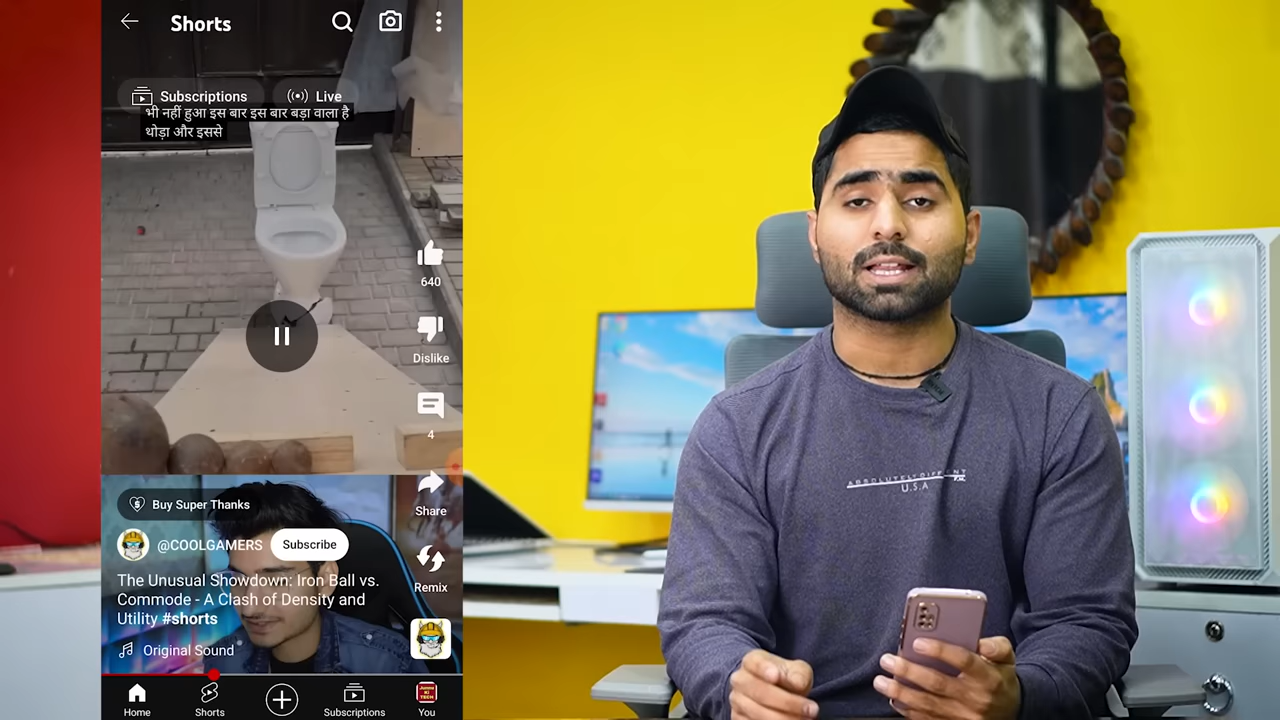 Shorts
Subscriptions
Live
भी नहीं हुआ इस बार इस बार बड़ा वाला है
थोड़ा और इससे
640
Dislike
4
Share
Remix
Buy Super Thanks
@COOLGAMERS
Subscribe
The Unusual Showdown: Iron Ball vs.
Commode - A Clash of Density and
Utility #shorts
Original Sound
Home
Shorts
Subscriptions
You
U.S.A